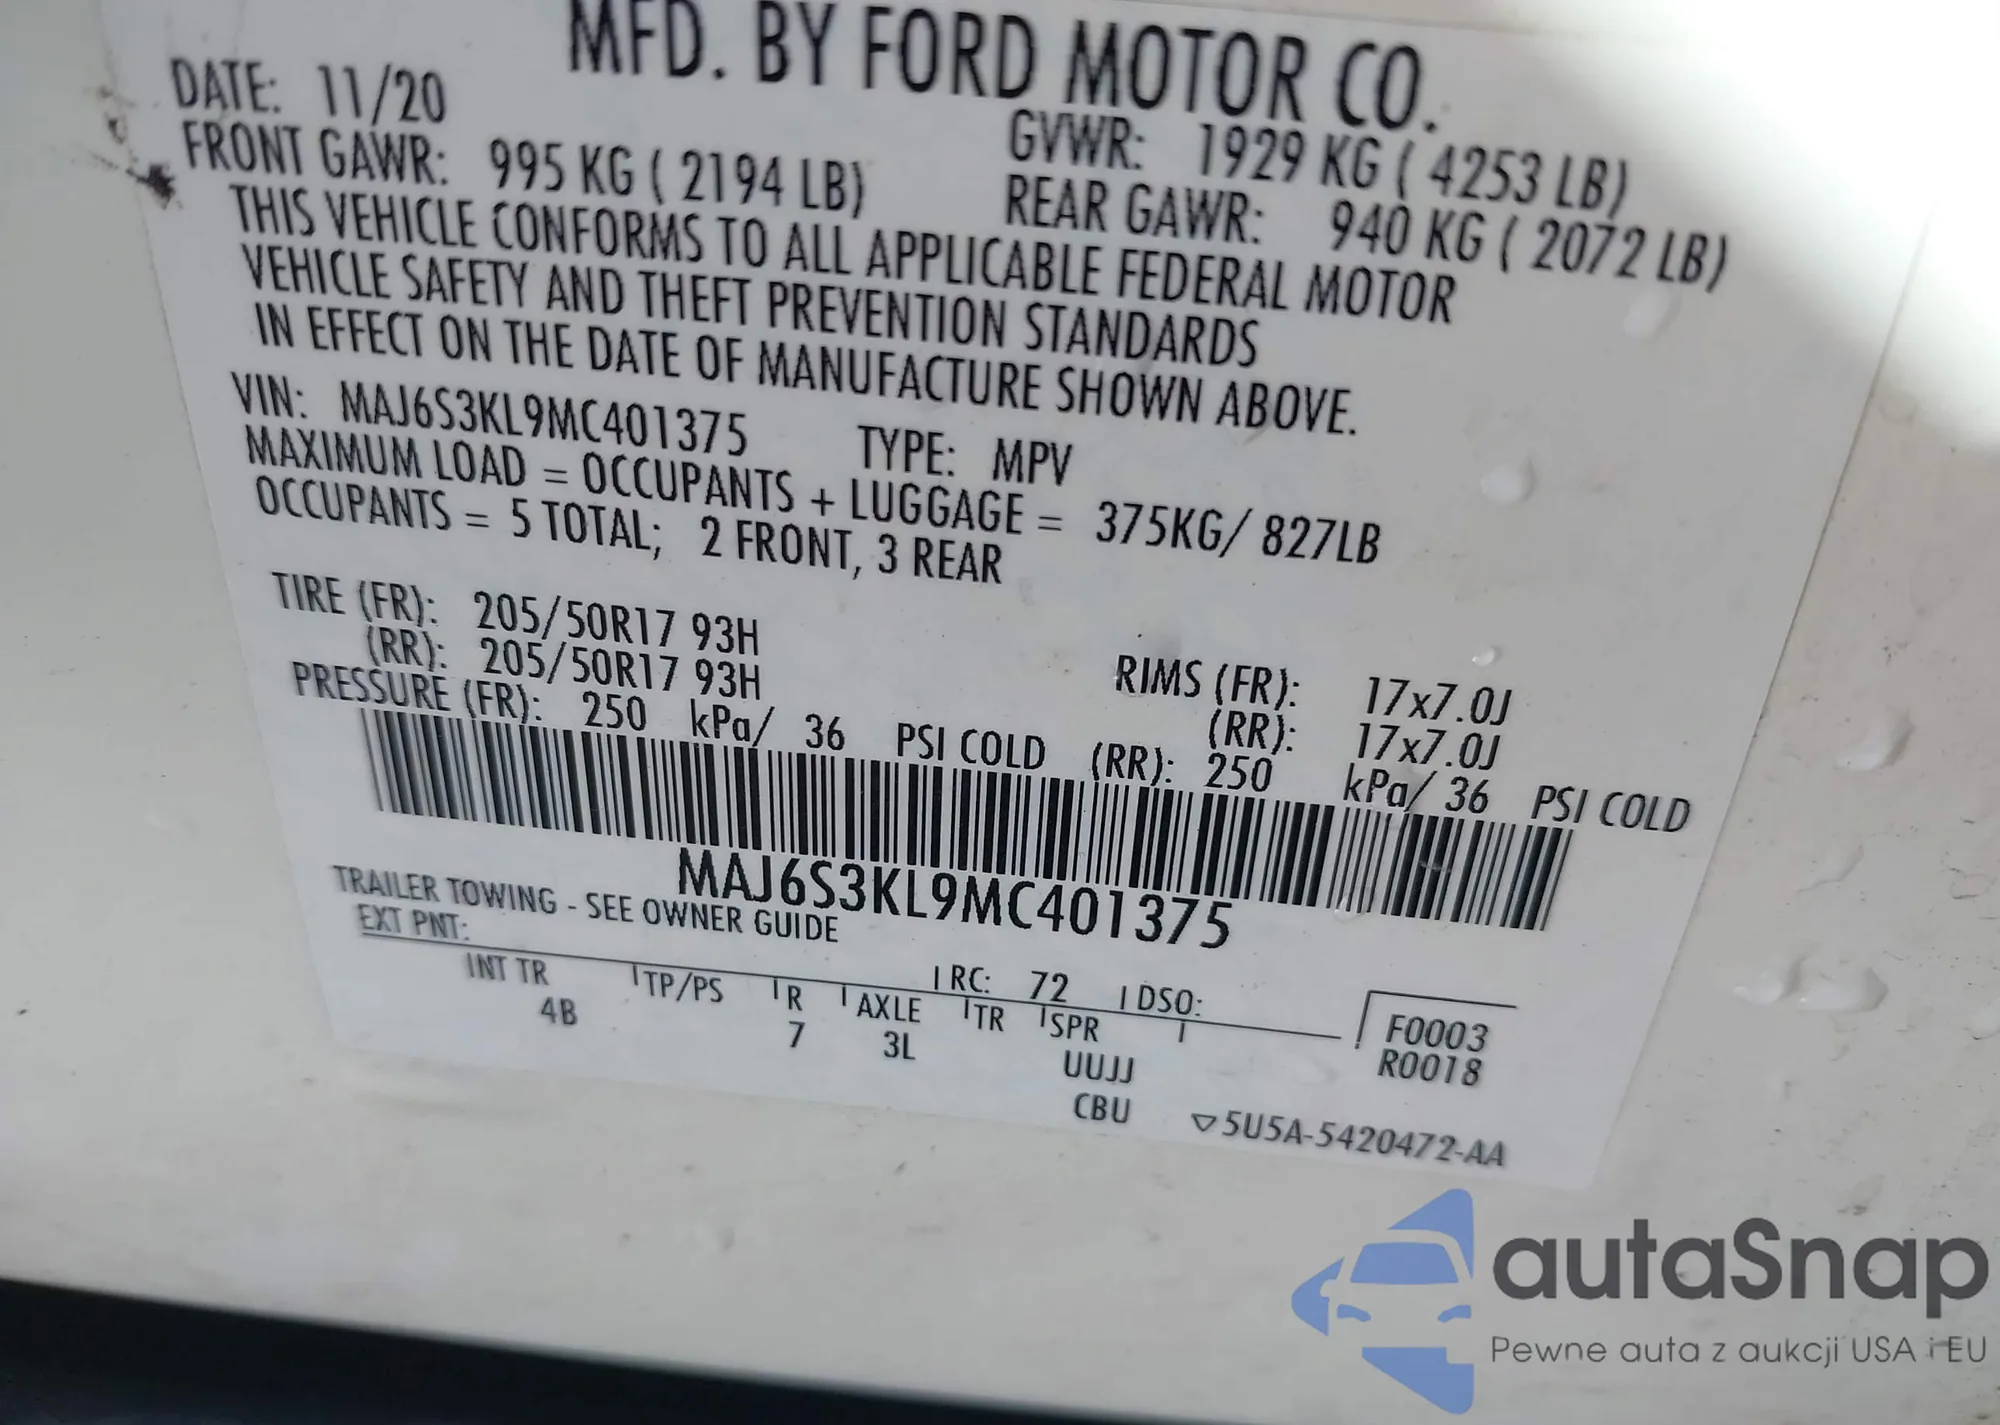 MFD. BY FORD MOTOR CO.
DATE: 11/20
GVWR: 1929 KG ( 4253 LB)
FRONT GAWR: 995 KG ( 2194 LB)
REAR GAWR: 940 KG ( 2072 LB)
THIS VEHICLE CONFORMS TO ALL APPLICABLE FEDERAL MOTOR
VEHICLE SAFETY AND THEFT PREVENTION STANDARDS
IN EFFECT ON THE DATE OF MANUFACTURE SHOWN ABOVE.
VIN: MAJ6S3KL9MC401375 TYPE: MPV
MAXIMUM LOAD = OCCUPANTS + LUGGAGE = 375KG/ 827LB
OCCUPANTS = 5 TOTAL; 2 FRONT, 3 REAR
TIRE (FR): 205/50R17 93H RIMS (FR): 17x7.0J
(RR): 205/50R17 93H (RR): 17x7.0J
PRESSURE (FR): 250 kPa/ 36 PSI COLD (RR): 250 kPa/ 36 PSI COLD
MAJ6S3KL9MC401375
TRAILER TOWING - SEE OWNER GUIDE
EXT PNT: RC: 72 DSO:
INT TR TP/PS R AXLE TR SPR
4B 7 3L UUJJ
CBU
F0003
R0018
▽5U5A-5420472-AA
autaSnap
Pewne auta z aukcji USA i EU